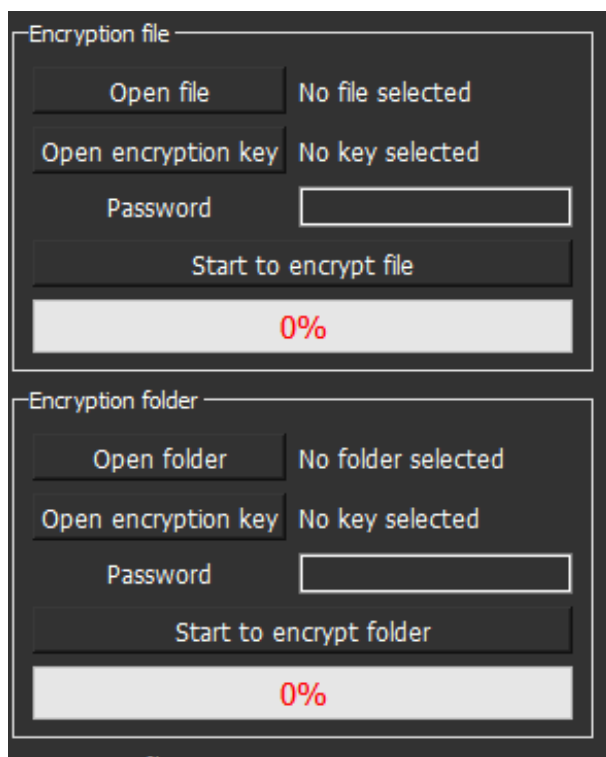 Encryption file
Open file No file selected
Open encryption key No key selected
Password
Start to encrypt file
0%
Encryption folder
Open folder No folder selected
Open encryption key No key selected
Password
Start to encrypt folder
0%